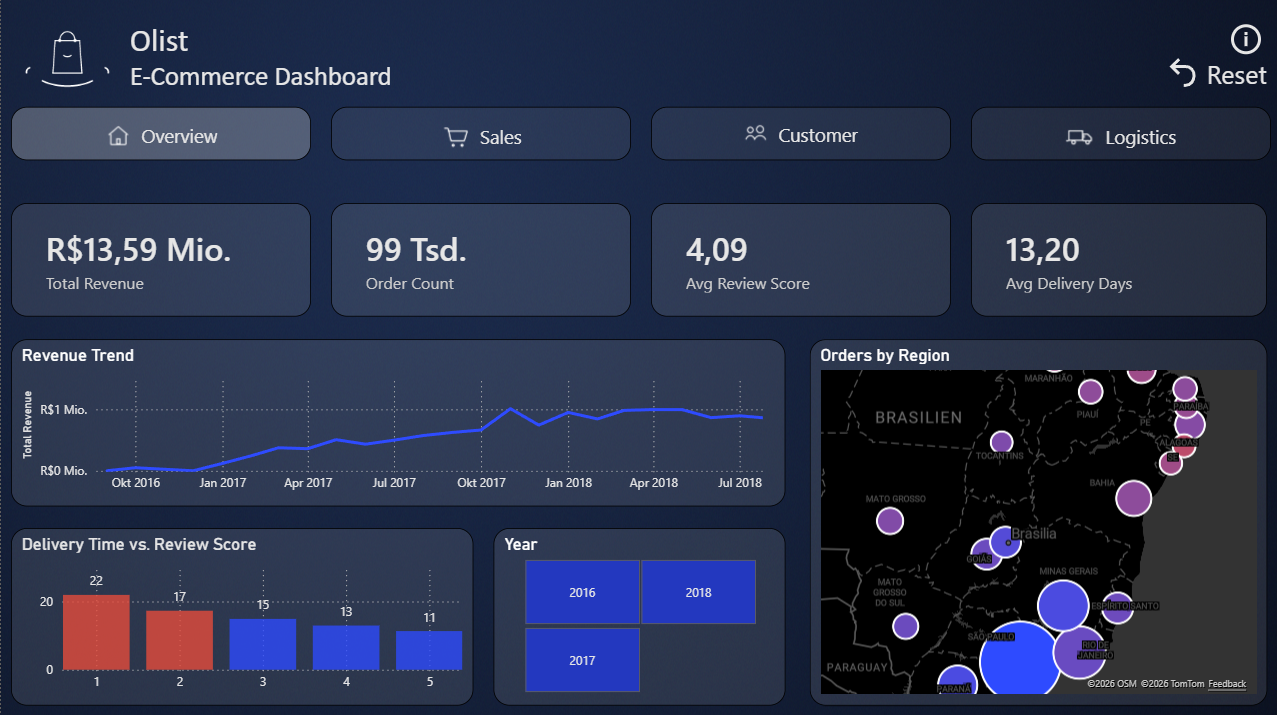 Olist
E-Commerce Dashboard
Reset
Overview
Sales
Customer
Logistics
R$13,59 Mio.
Total Revenue
99 Tsd.
Order Count
4,09
Avg Review Score
13,20
Avg Delivery Days
Revenue Trend
Total Revenue
R$1 Mio.
R$0 Mio.
Okt 2016
Jan 2017
Apr 2017
Jul 2017
Okt 2017
Jan 2018
Apr 2018
Jul 2018
Delivery Time vs. Review Score
20
0
22
17
15
13
11
1
2
3
4
5
Year
2016
2018
2017
Orders by Region
MARANHÃO
BRASILIEN
PIAUÍ
PARAÍBA
PE
ALAGOAS
SE
TOCANTINS
BAHIA
MATO GROSSO
Brasília
GOIÁS
MINAS GERAIS
MATO
GROSSO
DO SUL
ESPÍRITO SANTO
SÃO PAULO
RIO DE
JANEIRO
PARAGUAY
PARANÁ
©2026 OSM ©2026 TomTom Feedback